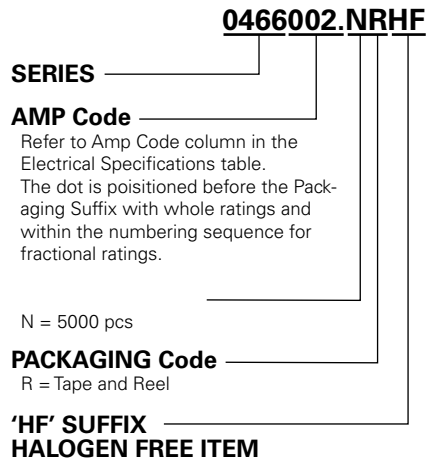 0466002.NRHF
SERIES
AMP Code
Refer to Amp Code column in the
Electrical Specifications table.
The dot is poisitioned before the Pack-
aging Suffix with whole ratings and
within the numbering sequence for
fractional ratings.
N = 5000 pcs
PACKAGING Code
R = Tape and Reel
‘HF’ SUFFIX
HALOGEN FREE ITEM